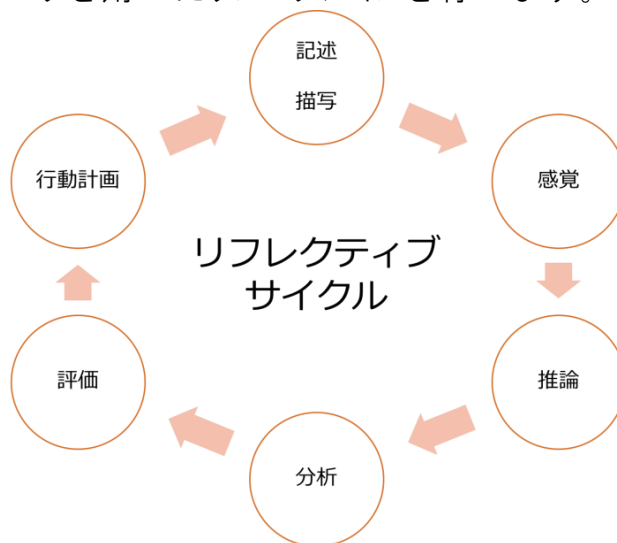 記述
描写
感覚
推論
分析
評価
行動計画
リフレクティブ
サイクル